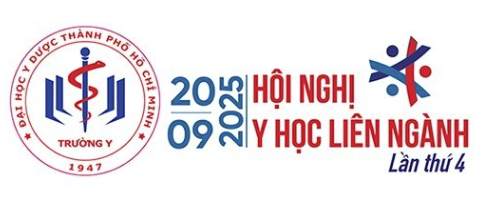 ĐẠI HỌC Y DƯỢC THÀNH PHỐ HỒ CHÍ MINH
TRƯỜNG Y
1947
20
09
2025
HỘI NGHỊ
Y HỌC LIÊN NGÀNH
Lần thứ 4